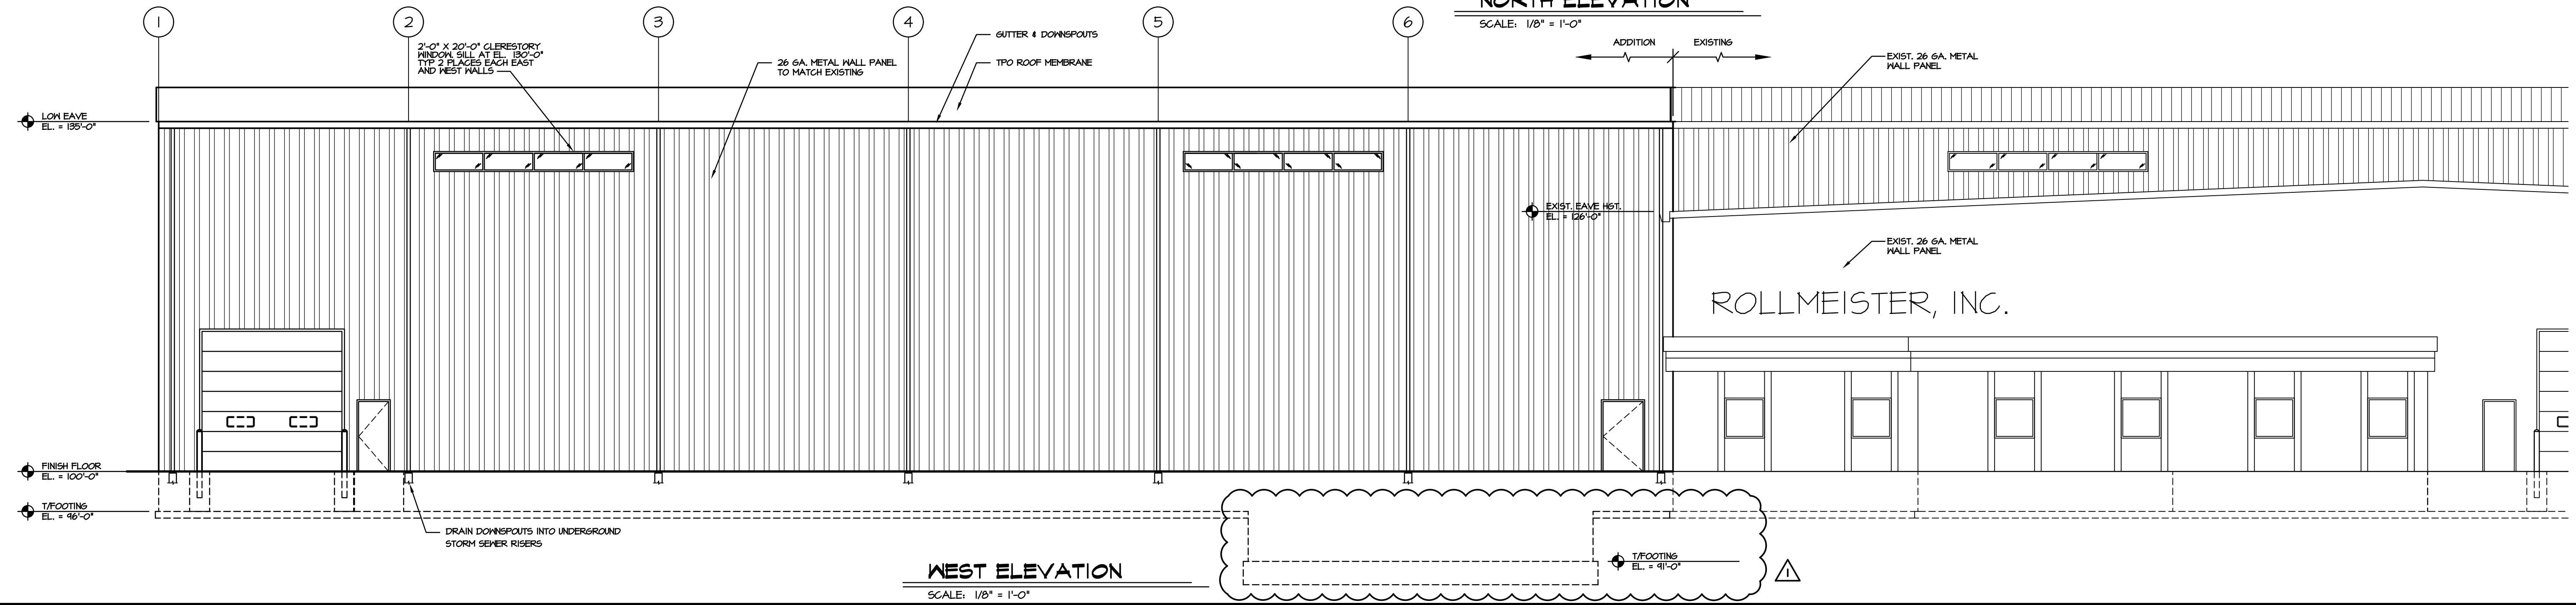 NORTH ELEVATION
SCALE: 1/8" = 1'-0"
1
2
3
4
5
6
ADDITION
EXISTING
2'-0" X 20'-0" CLERESTORY
WINDOW. SILL AT EL. 130'-0"
TYP 2 PLACES EACH EAST
AND WEST WALLS
26 GA. METAL WALL PANEL
TO MATCH EXISTING
GUTTER & DOWNSPOUTS
TPO ROOF MEMBRANE
EXIST. 26 GA. METAL
WALL PANEL
LOW EAVE
EL. = 135'-0"
EXIST. EAVE HGT.
EL. = 126'-0"
EXIST. 26 GA. METAL
WALL PANEL
ROLLMEISTER, INC.
FINISH FLOOR
EL. = 100'-0"
T/FOOTING
EL. = 96'-0"
DRAIN DOWNSPOUTS INTO UNDERGROUND
STORM SEWER RISERS
T/FOOTING
EL. = 91'-0"
1
WEST ELEVATION
SCALE: 1/8" = 1'-0"